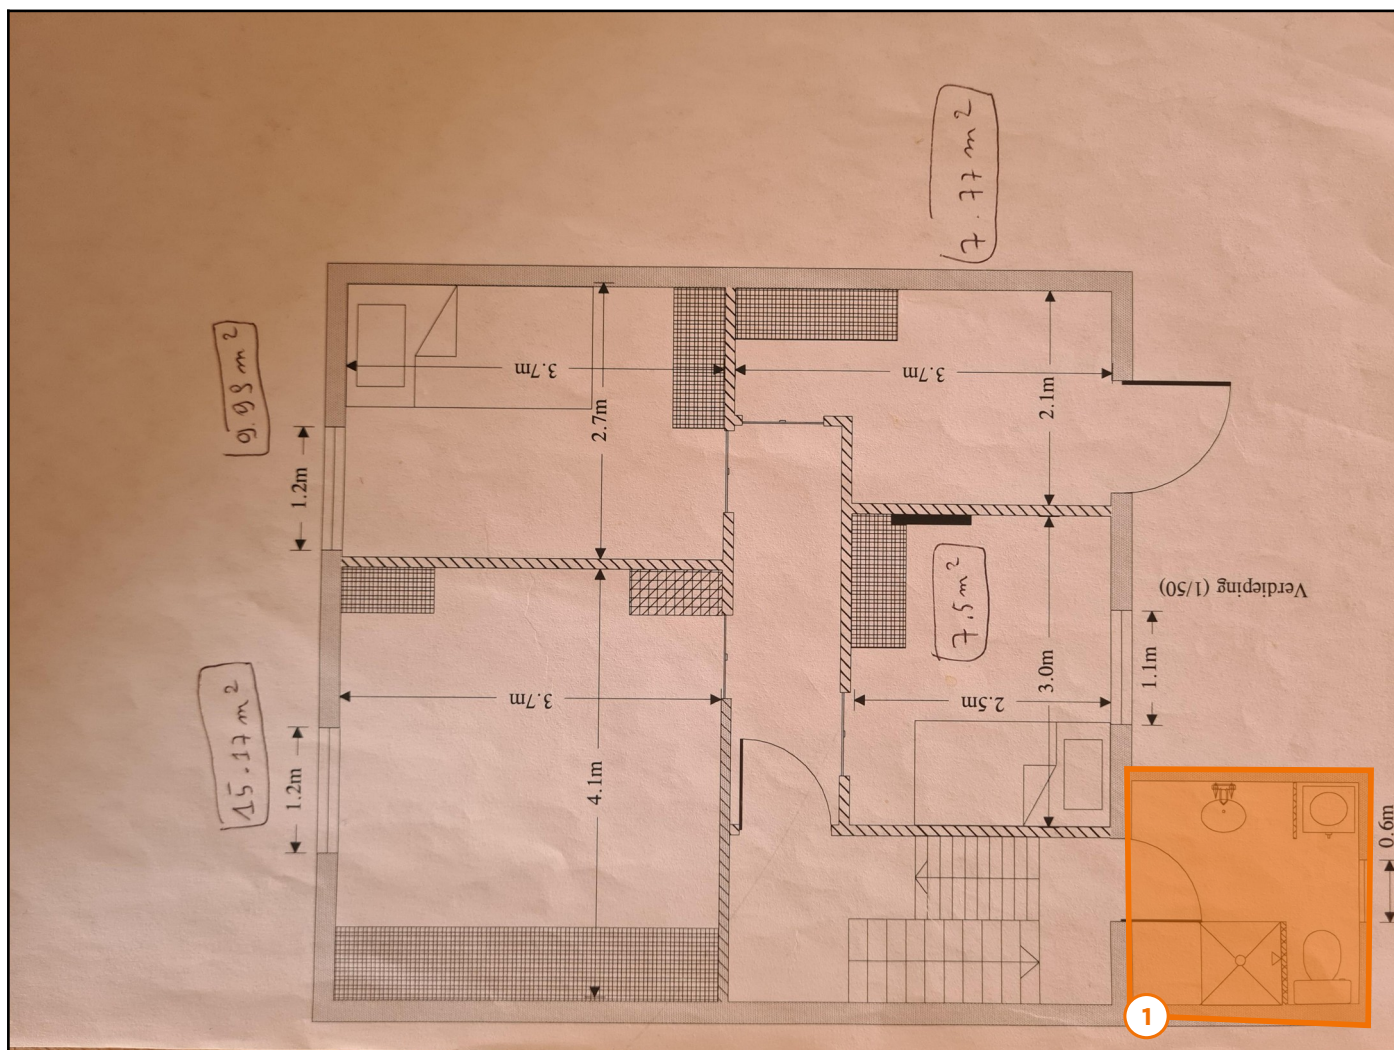 7.77 m²
9.99 m²
3.7m
3.7m
2.7m
2.1m
1.2m
7.5 m²
Verdieping (1/50)
15.17 m²
3.7m
2.5m
3.0m
1.1m
1.2m
4.1m
0.6m
1